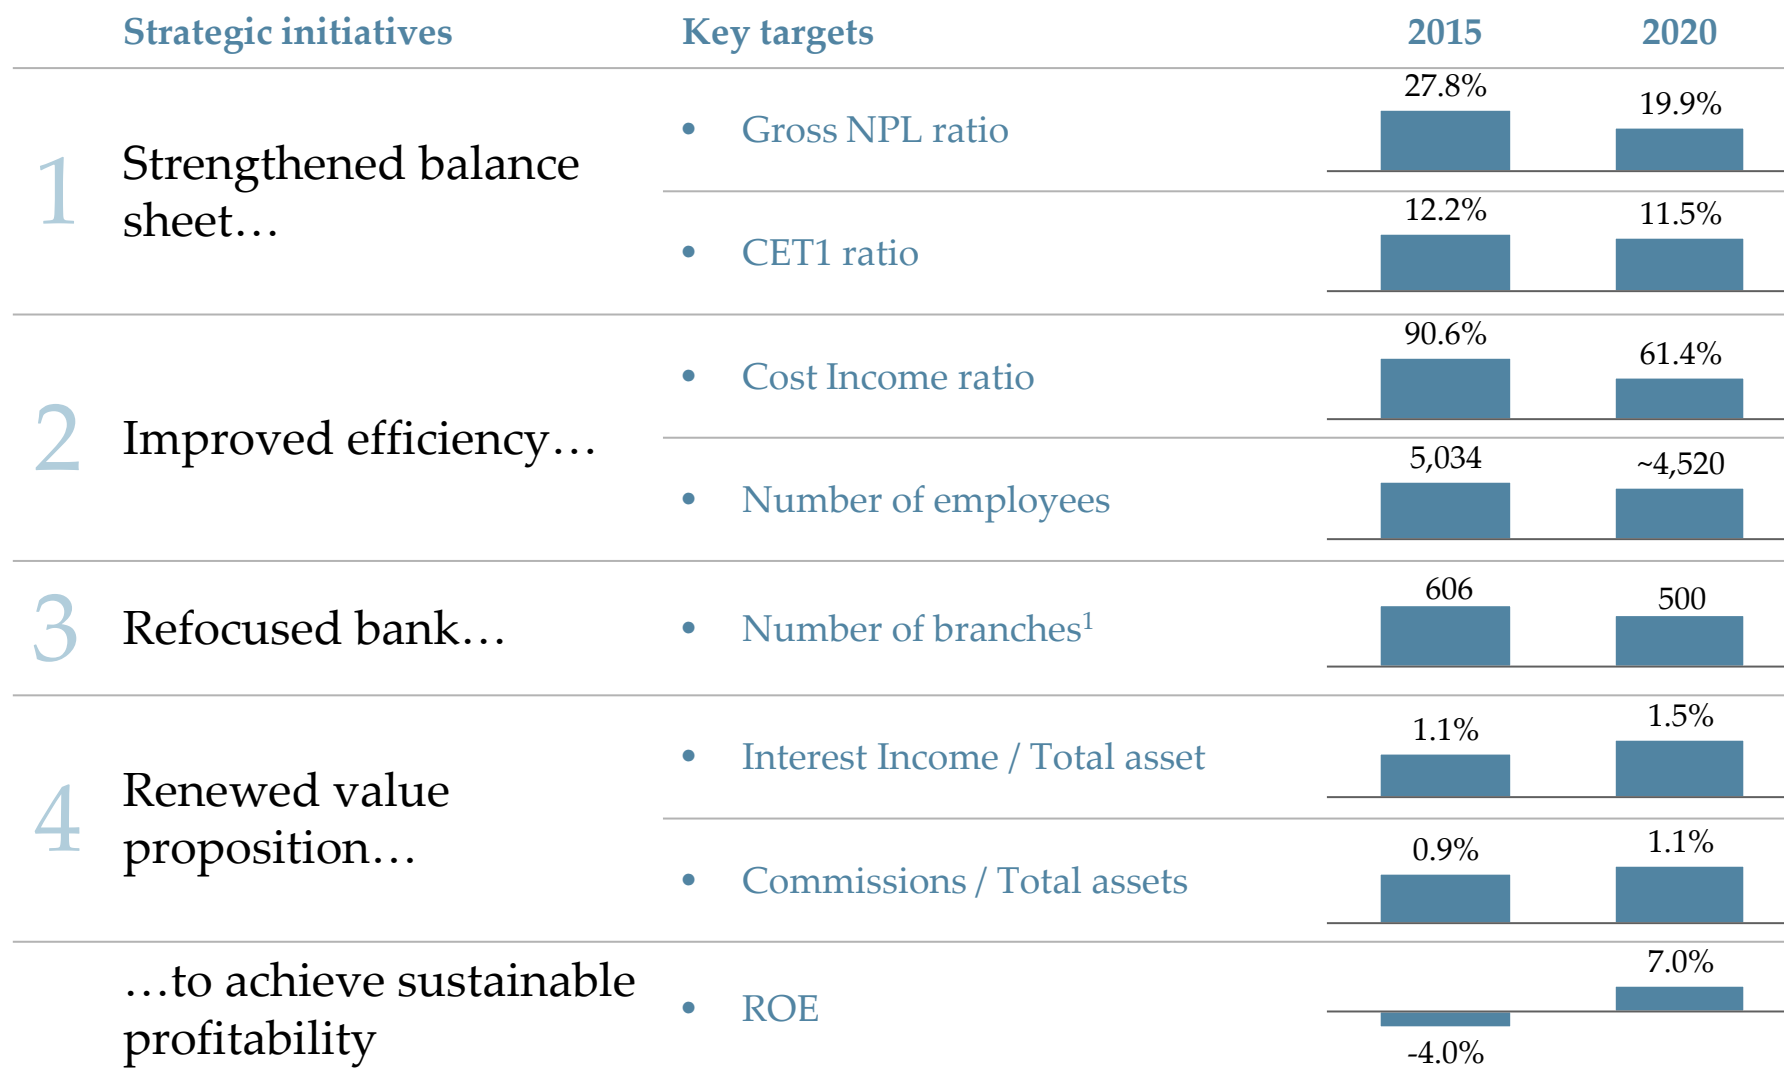 Strategic initiatives Key targets 2015 2020
1
Strengthened balance
sheet…
• Gross NPL ratio
27.8% 19.9%
• CET1 ratio
12.2% 11.5%
2
Improved efficiency…
• Cost Income ratio
90.6% 61.4%
• Number of employees
5,034 ~4,520
3
Refocused bank…
• Number of branches¹
606 500
4
Renewed value
proposition…
• Interest Income / Total asset
1.1% 1.5%
• Commissions / Total assets
0.9% 1.1%
…to achieve sustainable
profitability
• ROE
-4.0% 7.0%